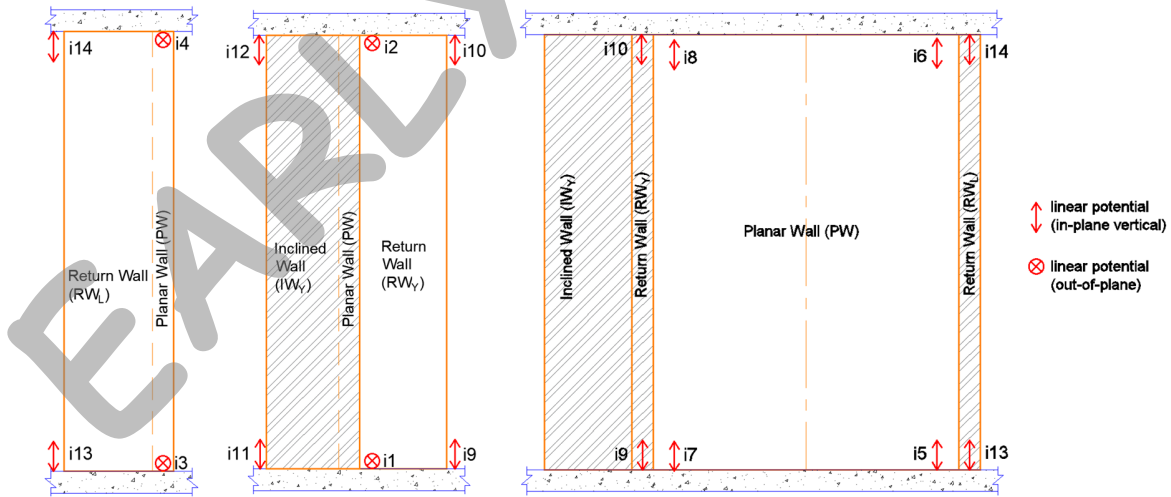 i14
i4
Return Wall
(RWL)
Planar Wall (PW)
i13
i3
i12
i2
i10
Inclined
Wall
(IWY)
Planar Wall (PW)
Return
Wall
(RWY)
i11
i1
i9
i10
i8
i6
i14
Inclined Wall (IWY)
Return Wall (RWY)
Planar Wall (PW)
Return Wall (RWL)
i9
i7
i5
i13
linear potential
(in-plane vertical)
linear potential
(out-of-plane)